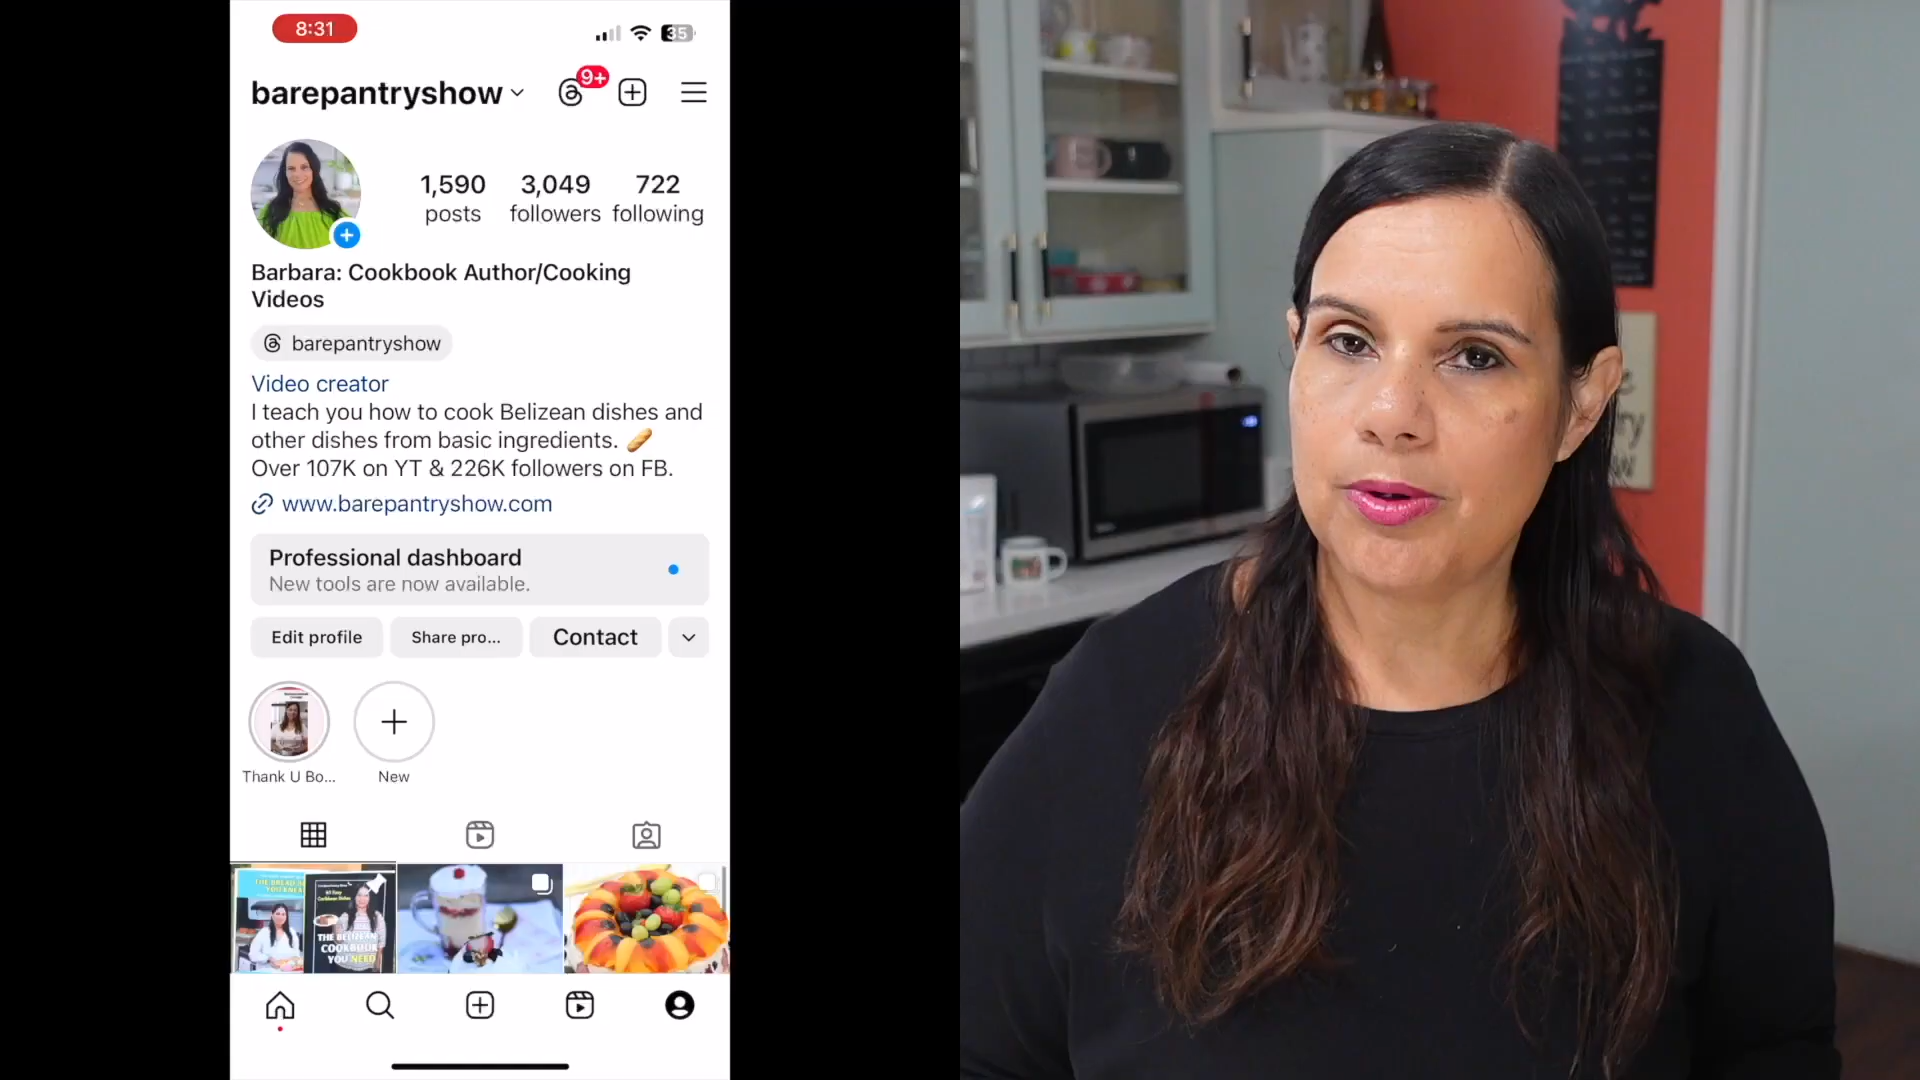 8:31
35
barepantryshow
9+
1,590 3,049 722
posts followers following
Barbara: Cookbook Author/Cooking
Videos
barepantryshow
Video creator
I teach you how to cook Belizean dishes and
other dishes from basic ingredients. 🥖
Over 107K on YT & 226K followers on FB.
www.barepantryshow.com
Professional dashboard
New tools are now available.
Edit profile
Share pro...
Contact
Thank U Bo...
New
THE BELIZEAN
COOKBOOK
YOU NEED